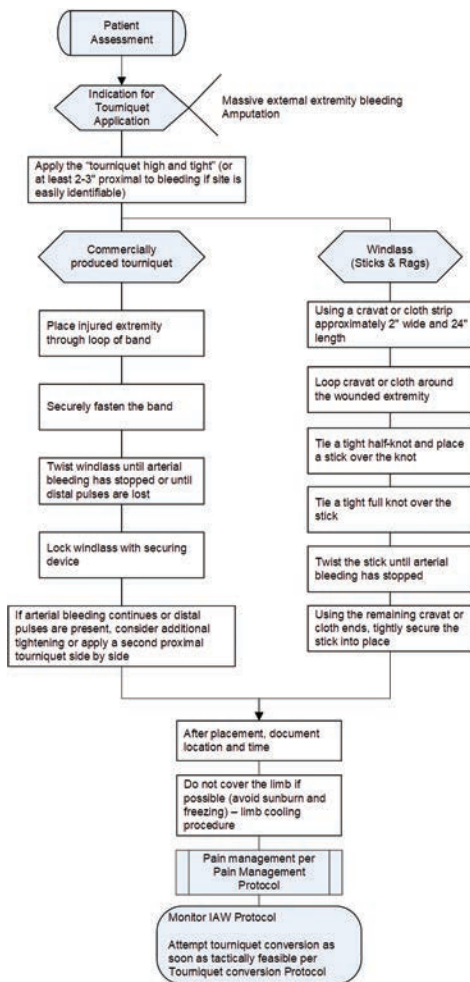 Patient
Assessment
Indication for
Tourniquet
Application
Massive external extremity bleeding
Amputation
Apply the "tourniquet high and tight" (or
at least 2-3" proximal to bleeding if site is
easily identifiable)
Commercially
produced tourniquet
Place injured extremity
through loop of band
Securely fasten the band
Twist windlass until arterial
bleeding has stopped or until
distal pulses are lost
Lock windlass with securing
device
If arterial bleeding continues or distal
pulses are present, consider additional
tightening or apply a second proximal
tourniquet side by side
Windlass
(Sticks & Rags)
Using a cravat or cloth strip
approximately 2" wide and 24"
length
Loop cravat or cloth around
the wounded extremity
Tie a tight half-knot and place
a stick over the knot
Tie a tight full knot over the
stick
Twist the stick until arterial
bleeding has stopped
Using the remaining cravat or
cloth ends, tightly secure the
stick into place
After placement, document
location and time
Do not cover the limb if
possible (avoid sunburn and
freezing) – limb cooling
procedure
Pain management per
Pain Management
Protocol
Monitor IAW Protocol
Attempt tourniquet conversion as
soon as tactically feasible per
Tourniquet conversion Protocol